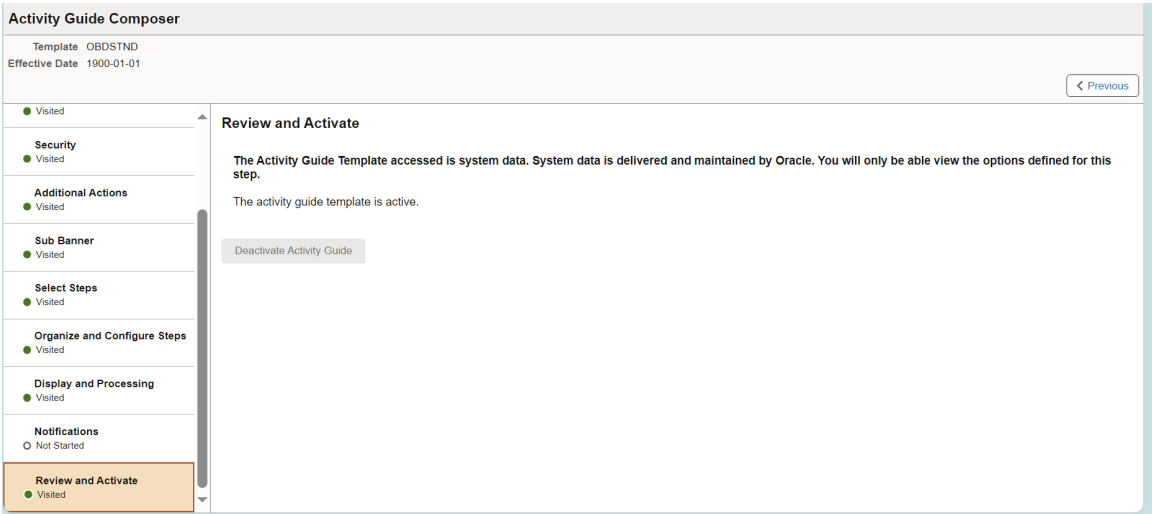 Activity Guide Composer
Template OBDSTND
Effective Date 1900-01-01
Previous
Visited
Security
Visited
Additional Actions
Visited
Sub Banner
Visited
Select Steps
Visited
Organize and Configure Steps
Visited
Display and Processing
Visited
Notifications
Not Started
Review and Activate
Visited
Review and Activate
The Activity Guide Template accessed is system data. System data is delivered and maintained by Oracle. You will only be able view the options defined for this
step.
The activity guide template is active.
Deactivate Activity Guide